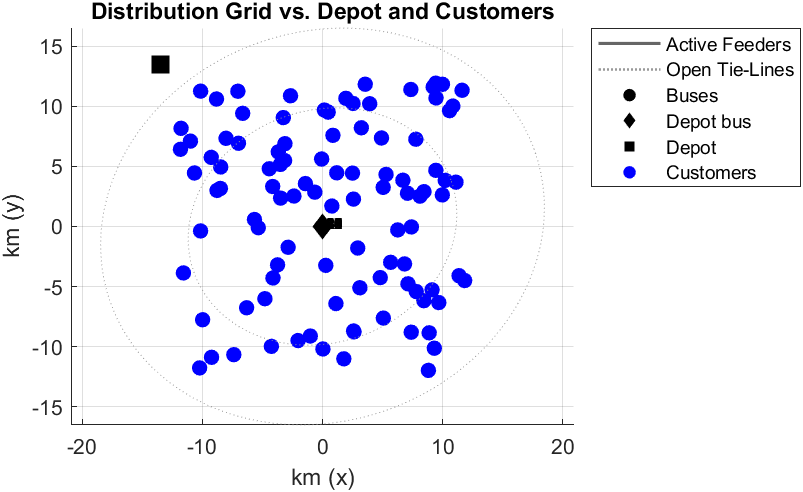 Distribution Grid vs. Depot and Customers
15
10
5
0
-5
-10
-15
km (y)
-20
-10
0
10
20
km (x)
Active Feeders
Open Tie-Lines
Buses
Depot bus
Depot
Customers